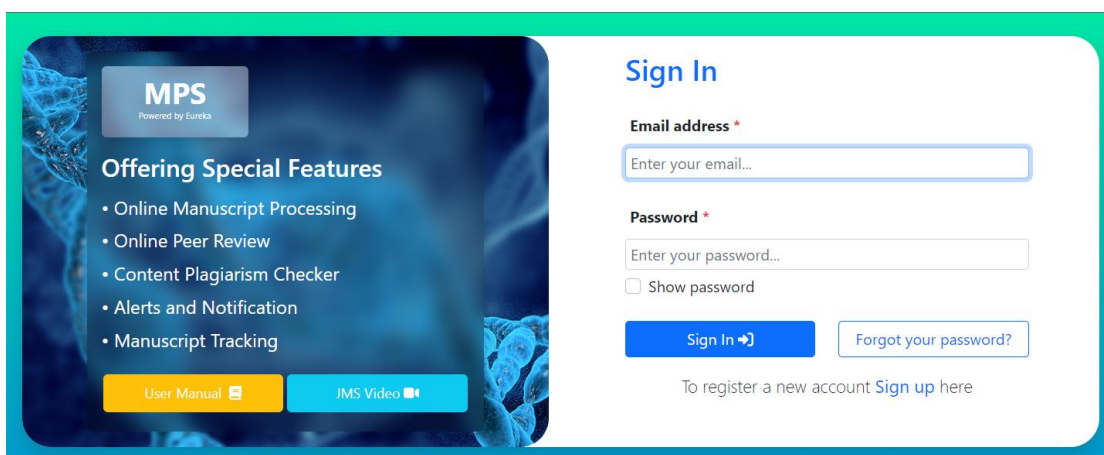 MPS
Powered by Eureka
Offering Special Features
• Online Manuscript Processing
• Online Peer Review
• Content Plagiarism Checker
• Alerts and Notification
• Manuscript Tracking
User Manual
JMS Video
Sign In
Email address *
Enter your email...
Password *
Enter your password...
Show password
Sign In
Forgot your password?
To register a new account Sign up here